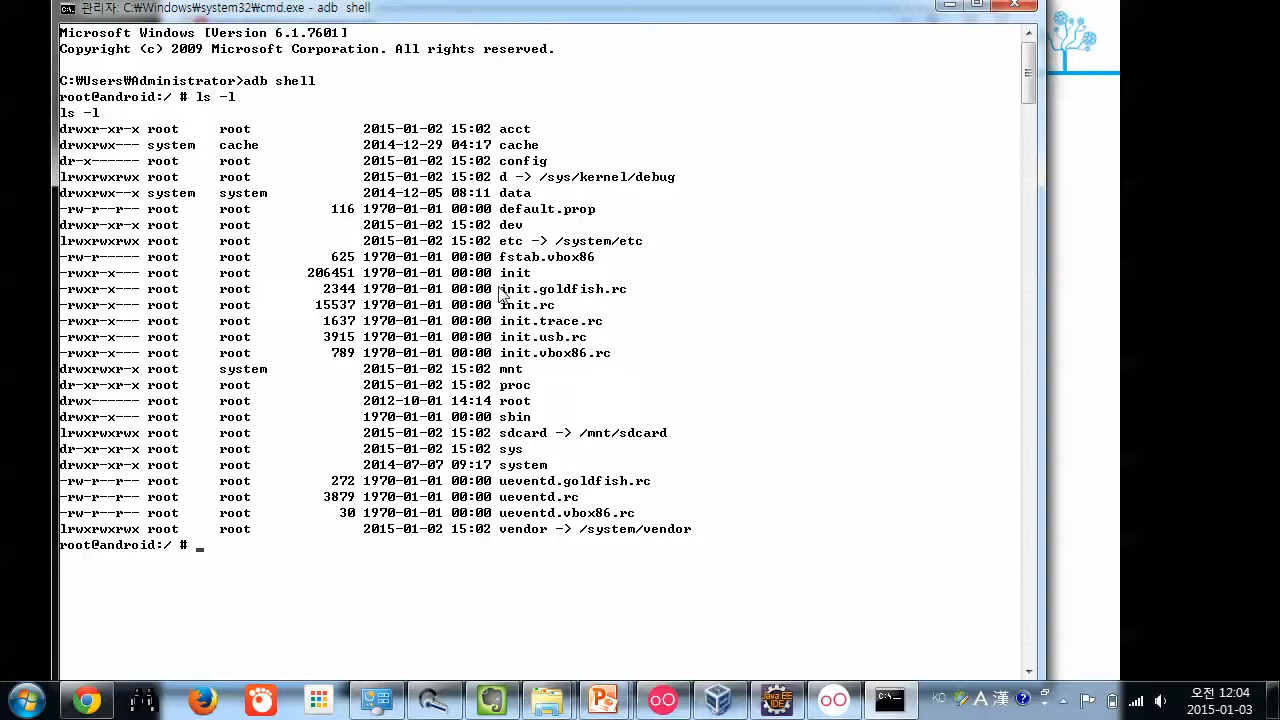 관리자: C:\Windows\system32\cmd.exe - adb  shell
Microsoft Windows [Version 6.1.7601]
Copyright (c) 2009 Microsoft Corporation. All rights reserved.
C:₩Users₩Administrator>adb shell
root@android:/ # ls -l
ls -l
drwxr-xr-x root     root              2015-01-02 15:02 acct
drwxrwx--- system   cache             2014-12-29 04:17 cache
dr-x------ root     root              2015-01-02 15:02 config
lrwxrwxrwx root     root              2015-01-02 15:02 d -> /sys/kernel/debug
drwxrwx--x system   system            2014-12-05 08:11 data
-rw-r--r-- root     root          116 1970-01-01 00:00 default.prop
drwxr-xr-x root     root              2015-01-02 15:02 dev
lrwxrwxrwx root     root              2015-01-02 15:02 etc -> /system/etc
-rw-r----- root     root          625 1970-01-01 00:00 fstab.vbox86
-rwxr-x--- root     root       206451 1970-01-01 00:00 init
-rwxr-x--- root     root         2344 1970-01-01 00:00 init.goldfish.rc
-rwxr-x--- root     root        15537 1970-01-01 00:00 init.rc
-rwxr-x--- root     root         1637 1970-01-01 00:00 init.trace.rc
-rwxr-x--- root     root         3915 1970-01-01 00:00 init.usb.rc
-rwxr-x--- root     root          789 1970-01-01 00:00 init.vbox86.rc
drwxrwxr-x root     system            2015-01-02 15:02 mnt
dr-xr-xr-x root     root              2015-01-02 15:02 proc
drwx------ root     root              2012-10-01 14:14 root
drwxr-x--- root     root              1970-01-01 00:00 sbin
lrwxrwxrwx root     root              2015-01-02 15:02 sdcard -> /mnt/sdcard
dr-xr-xr-x root     root              2015-01-02 15:02 sys
drwxr-xr-x root     root              2014-07-07 09:17 system
-rw-r--r-- root     root          272 1970-01-01 00:00 ueventd.goldfish.rc
-rw-r--r-- root     root         3879 1970-01-01 00:00 ueventd.rc
-rw-r--r-- root     root           30 1970-01-01 00:00 ueventd.vbox86.rc
lrwxrwxrwx root     root              2015-01-02 15:02 vendor -> /system/vendor
root@android:/ #
Java EE IDE
KO A 漢
오전 12:04
2015-01-03